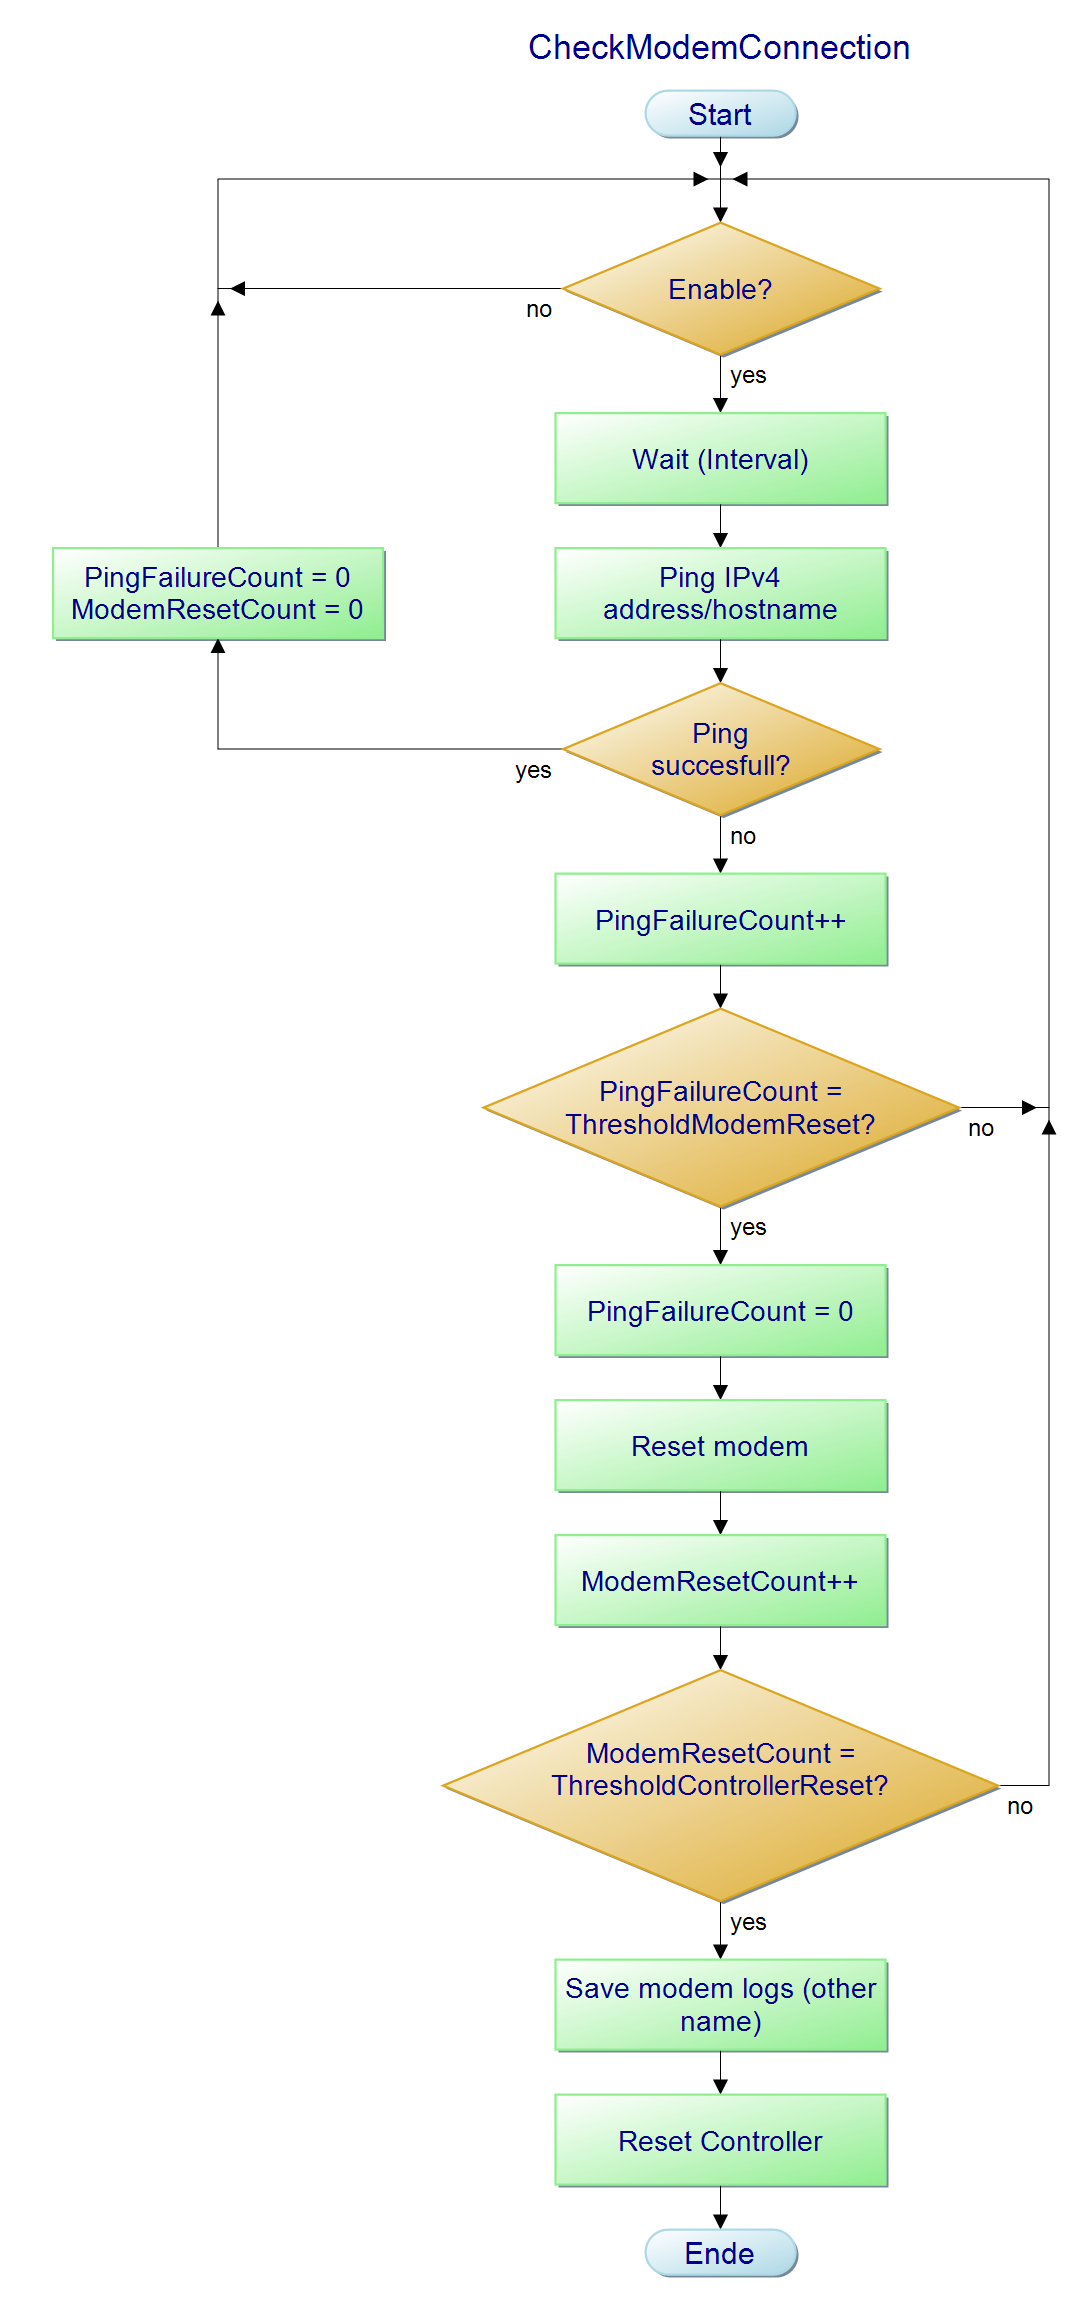 CheckModemConnection
Start
Enable?
no
yes
Wait (Interval)
PingFailureCount = 0
ModemResetCount = 0
Ping IPv4
address/hostname
Ping
succesfull?
yes
no
PingFailureCount++
PingFailureCount =
ThresholdModemReset?
no
yes
PingFailureCount = 0
Reset modem
ModemResetCount++
ModemResetCount =
ThresholdControllerReset?
no
yes
Save modem logs (other
name)
Reset Controller
Ende